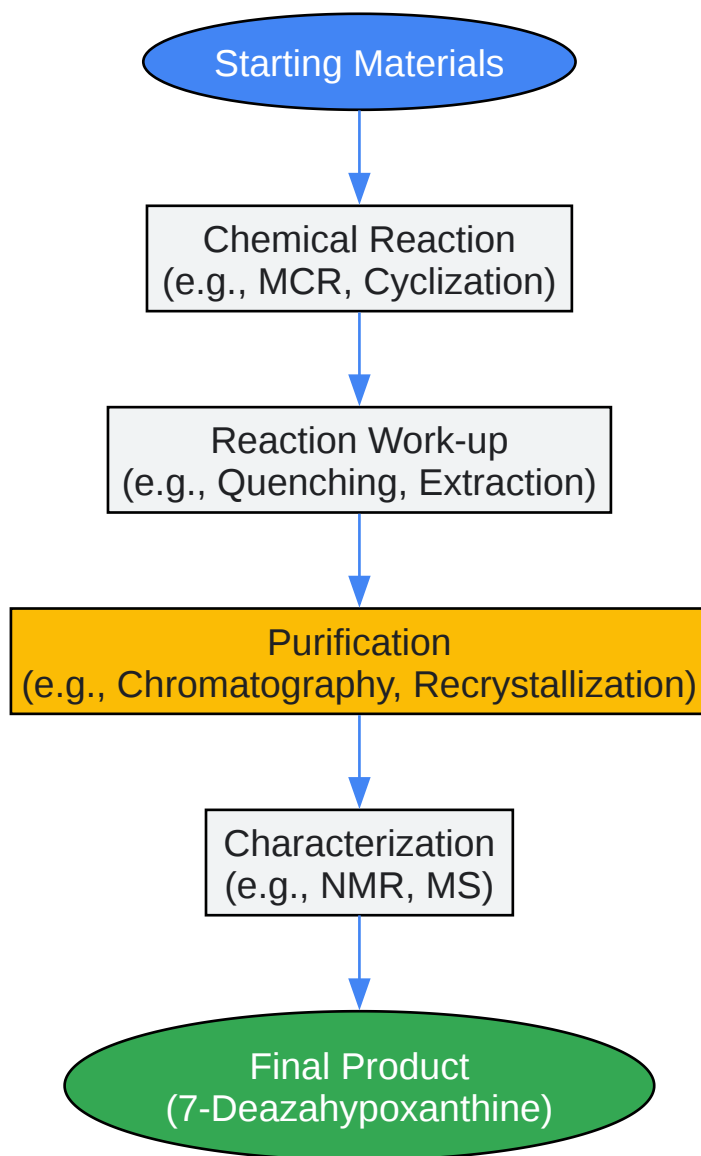 Starting Materials
Chemical Reaction
(e.g., MCR, Cyclization)
Reaction Work-up
(e.g., Quenching, Extraction)
Purification
(e.g., Chromatography, Recrystallization)
Characterization
(e.g., NMR, MS)
Final Product
(7-Deazahypoxanthine)